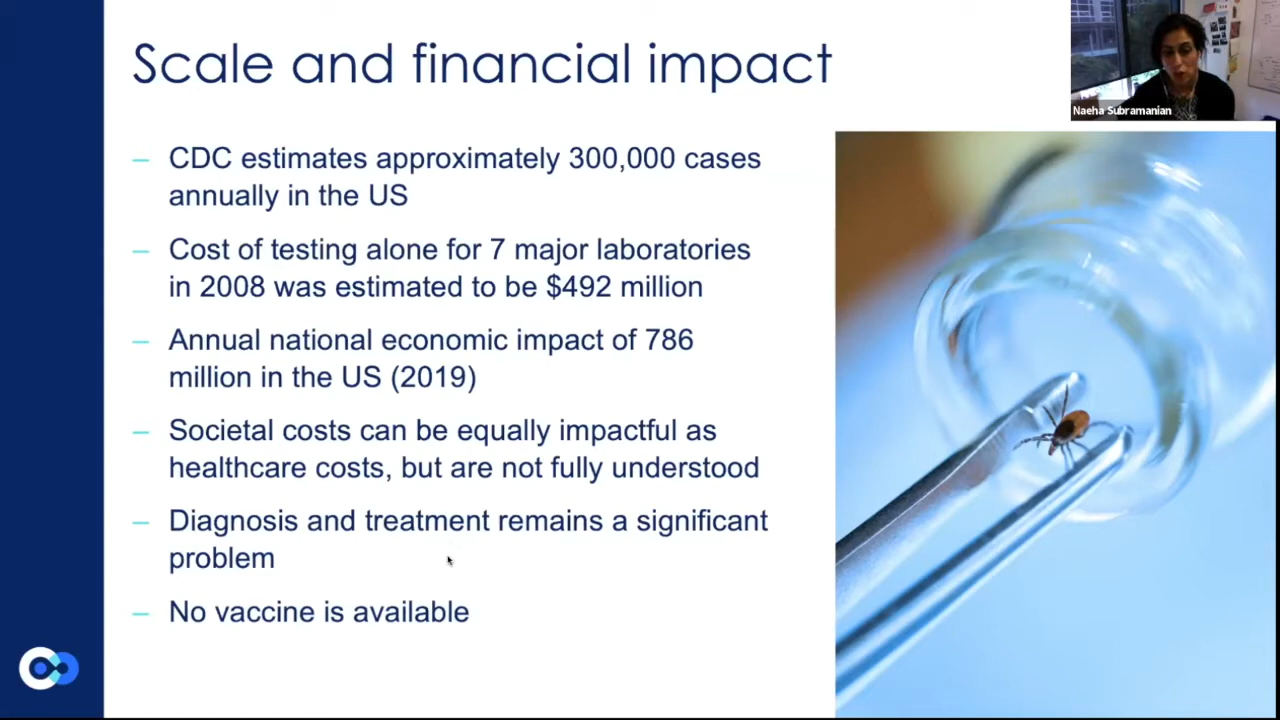 Scale and financial impact
Naeha Subramanian
– CDC estimates approximately 300,000 cases
annually in the US
– Cost of testing alone for 7 major laboratories
in 2008 was estimated to be $492 million
– Annual national economic impact of 786
million in the US (2019)
– Societal costs can be equally impactful as
healthcare costs, but are not fully understood
– Diagnosis and treatment remains a significant
problem
– No vaccine is available